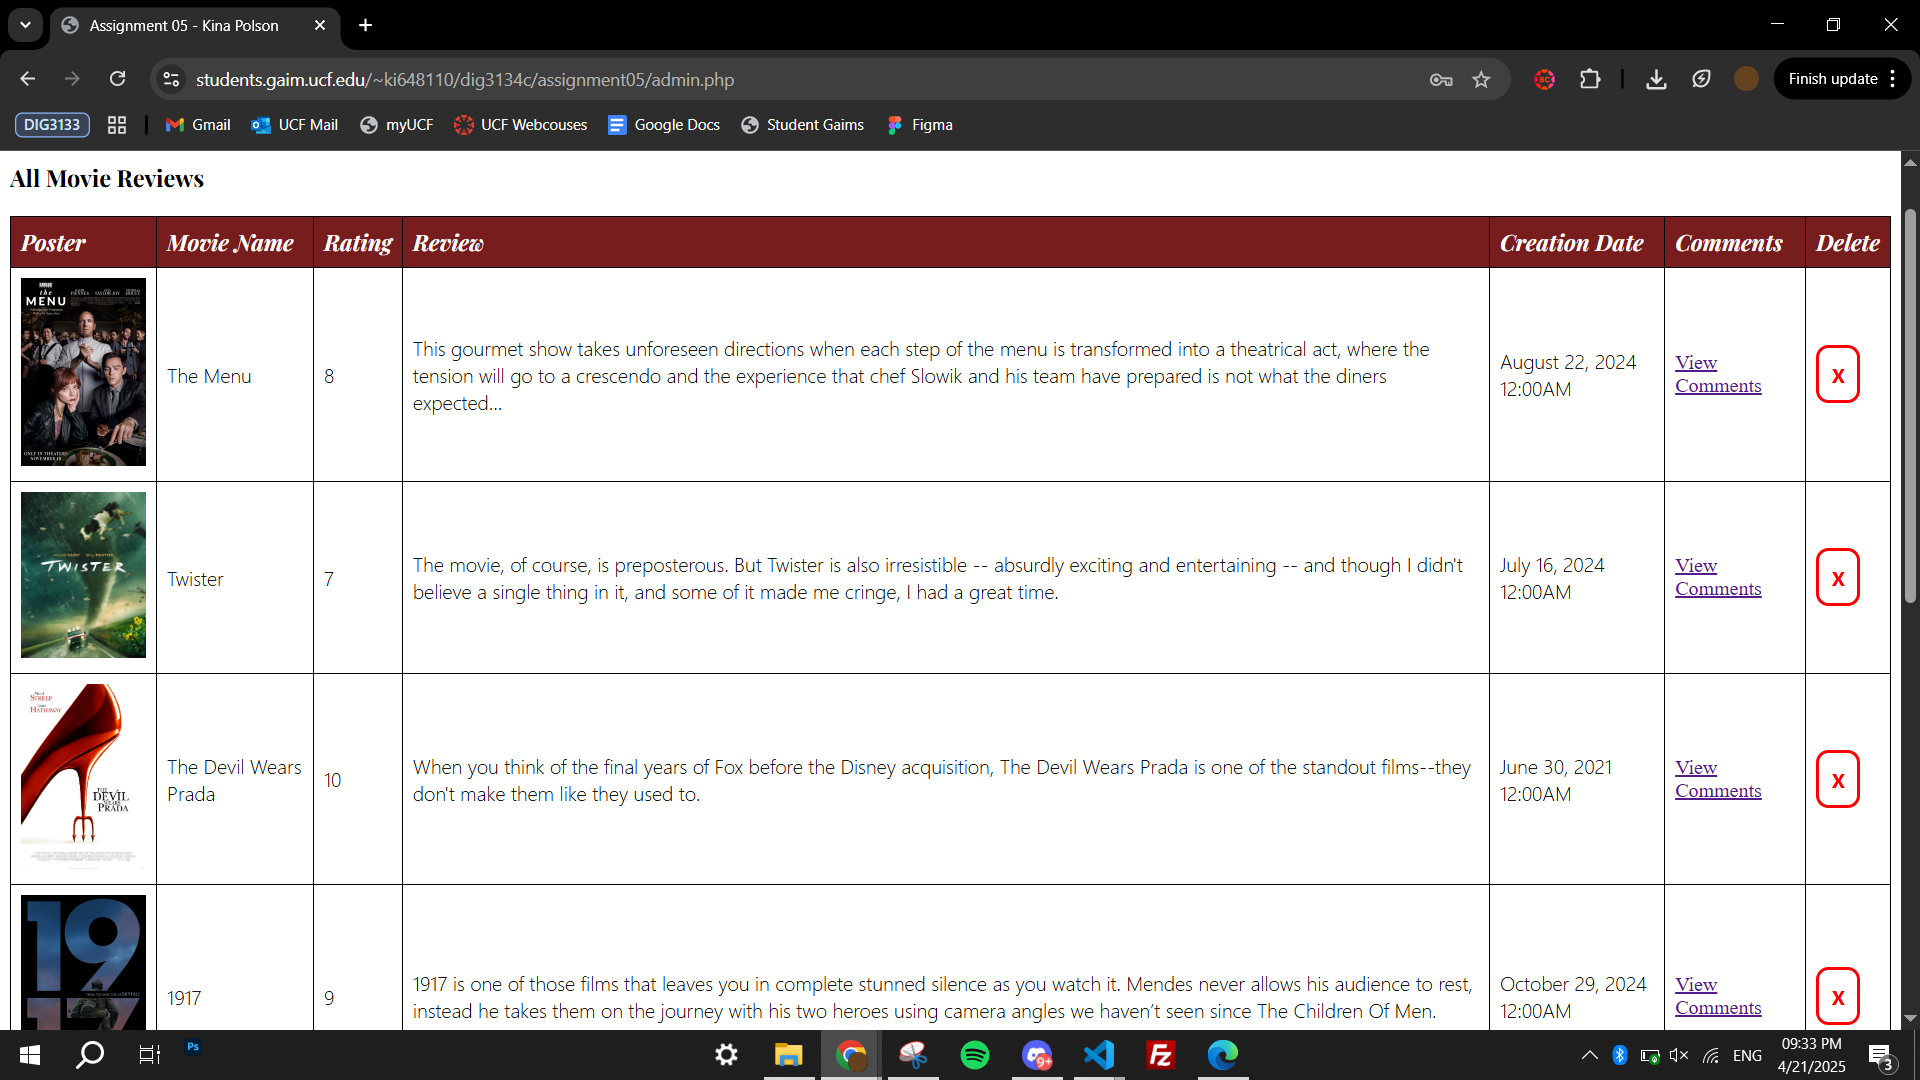 Assignment 05 - Kina Polson
students.gaim.ucf.edu/~ki648110/dig3134c/assignment05/admin.php
Finish update
DIG3133
Gmail
UCF Mail
myUCF
UCF Webcouses
Google Docs
Student Gaims
Figma
All Movie Reviews
Poster Movie Name Rating Review Creation Date Comments Delete
the
MENU
The Menu
8
This gourmet show takes unforeseen directions when each step of the menu is transformed into a theatrical act, where the
tension will go to a crescendo and the experience that chef Slowik and his team have prepared is not what the diners
expected...
August 22, 2024
12:00AM
View
Comments
X
TWISTER
Twister
7
The movie, of course, is preposterous. But Twister is also irresistible -- absurdly exciting and entertaining -- and though I didn't
believe a single thing in it, and some of it made me cringe, I had a great time.
July 16, 2024
12:00AM
View
Comments
X
STREEP
HATHAWAY
THE
DEVIL
WEARS
PRADA
The Devil Wears
Prada
10
When you think of the final years of Fox before the Disney acquisition, The Devil Wears Prada is one of the standout films--they
don't make them like they used to.
June 30, 2021
12:00AM
View
Comments
X
19
17
1917
9
1917 is one of those films that leaves you in complete stunned silence as you watch it. Mendes never allows his audience to rest,
instead he takes them on the journey with his two heroes using camera angles we haven’t seen since The Children Of Men.
October 29, 2024
12:00AM
View
Comments
X
Ps
9+
Fz
ENG
09:33 PM
4/21/2025
3